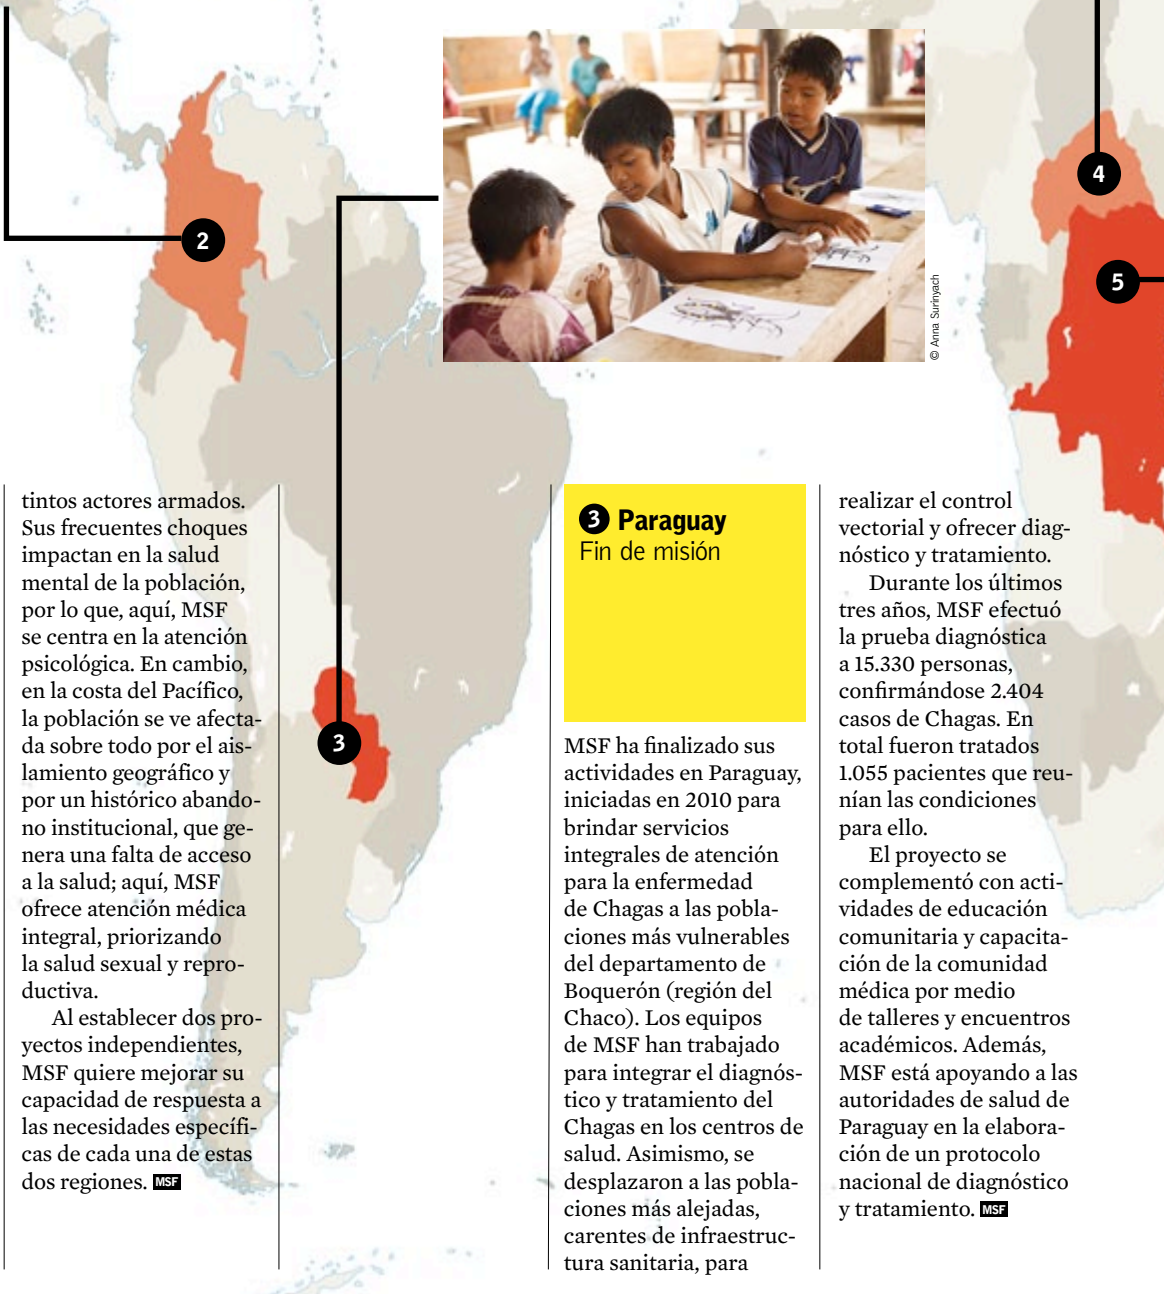 2
4
5
© Anna Surinyach
3
tintos actores armados.
Sus frecuentes choques
impactan en la salud
mental de la población,
por lo que, aquí, MSF
se centra en la atención
psicológica. En cambio,
en la costa del Pacífico,
la población se ve afecta-
da sobre todo por el ais-
lamiento geográfico y
por un histórico abando-
no institucional, que ge-
nera una falta de acceso
a la salud; aquí, MSF
ofrece atención médica
integral, priorizando
la salud sexual y repro-
ductiva.
Al establecer dos pro-
yectos independientes,
MSF quiere mejorar su
capacidad de respuesta a
las necesidades específi-
cas de cada una de estas
dos regiones. MSF
3 Paraguay
Fin de misión
MSF ha finalizado sus
actividades en Paraguay,
iniciadas en 2010 para
brindar servicios
integrales de atención
para la enfermedad
de Chagas a las pobla-
ciones más vulnerables
del departamento de
Boquerón (región del
Chaco). Los equipos
de MSF han trabajado
para integrar el diagnós-
tico y tratamiento del
Chagas en los centros de
salud. Asimismo, se
desplazaron a las pobla-
ciones más alejadas,
carentes de infraestruc-
tura sanitaria, para
realizar el control
vectorial y ofrecer diag-
nóstico y tratamiento.
Durante los últimos
tres años, MSF efectuó
la prueba diagnóstica
a 15.330 personas,
confirmándose 2.404
casos de Chagas. En
total fueron tratados
1.055 pacientes que reu-
nían las condiciones
para ello.
El proyecto se
complementó con acti-
vidades de educación
comunitaria y capacita-
ción de la comunidad
médica por medio
de talleres y encuentros
académicos. Además,
MSF está apoyando a las
autoridades de salud de
Paraguay en la elabora-
ción de un protocolo
nacional de diagnóstico
y tratamiento. MSF